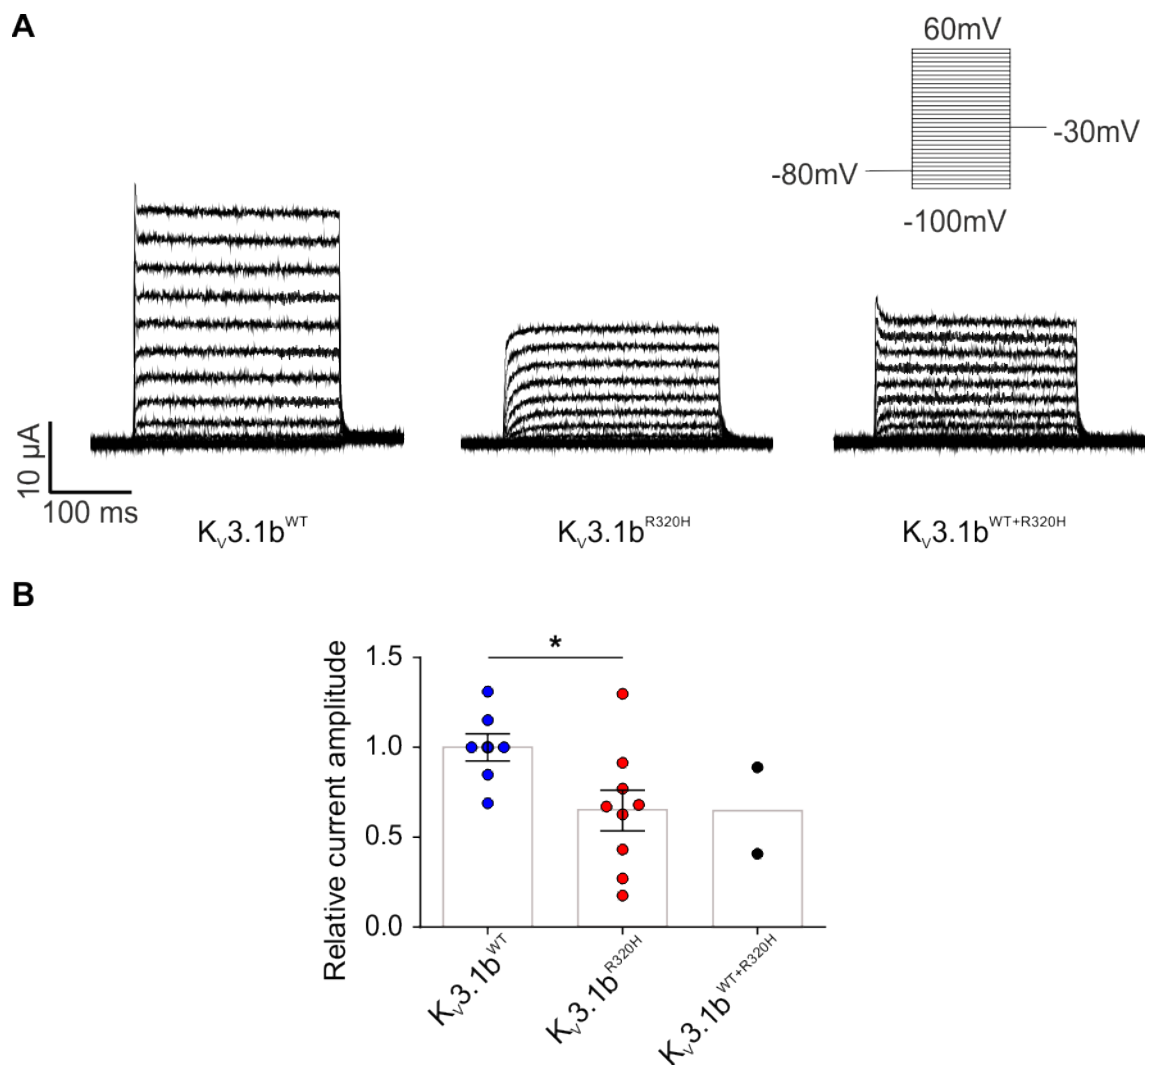 A
60mV
-30mV
-80mV
-100mV
10 µA
100 ms
Kv3.1bWT
Kv3.1bR320H
Kv3.1bWT+R320H
B
*
Relative current amplitude
1.5
1.0
0.5
0.0
Kv3.1bWT
Kv3.1bR320H
Kv3.1bWT+R320H